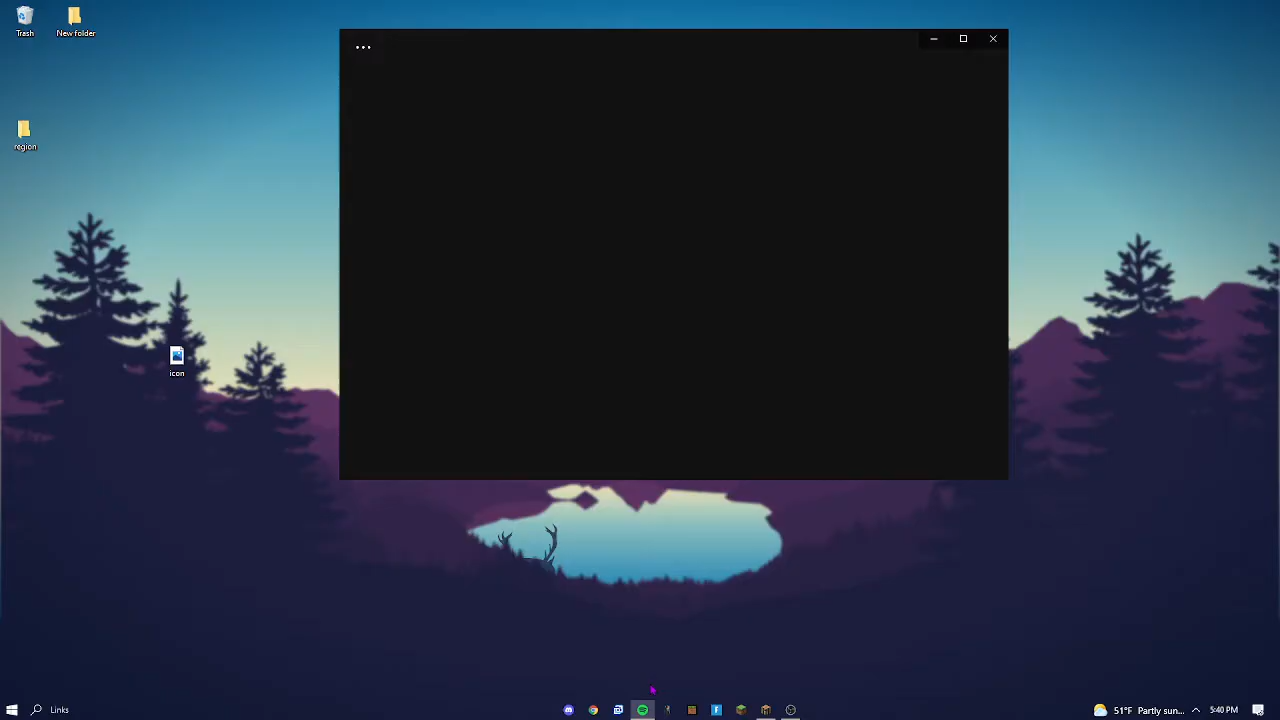 Trash
New folder
region
icon
Links
51°F Partly sun...
5:40 PM